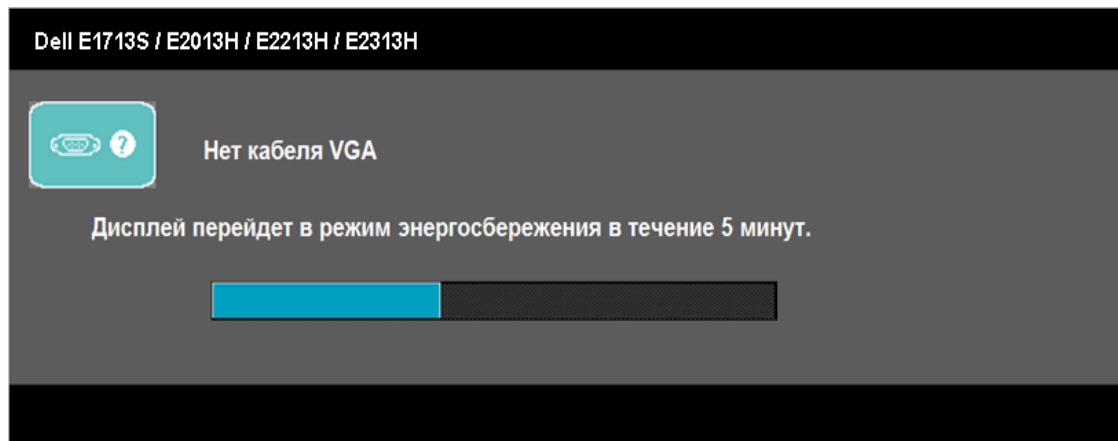 Dell E1713S / E2013H / E2213H / E2313H
?
Нет кабеля VGA
Дисплей перейдет в режим энергосбережения в течение 5 минут.